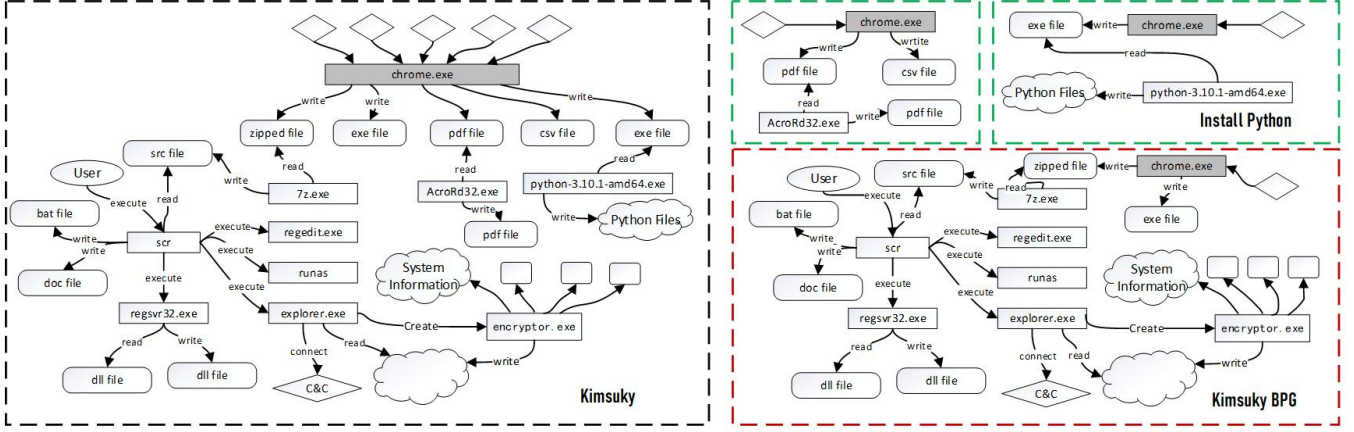 chrome.exe
write
write
write
zipped file
exe file
pdf file
csv file
exe file
src file
read
read
User
write
7z.exe
AcroRd32.exe
python-3.10.1-amd64.exe
execute
read
bat file
write
write
Python Files
write
write
scr
execute
regedit.exe
pdf file
execute
runas
System
Information
doc file
execute
execute
regsvr32.exe
explorer.exe
Create
encryptor.exe
read
write
connect
read
write
dll file
dll file
C&C
Kimsuky
chrome.exe
write
wrtite
pdf file
csv file
read
AcroRd32.exe
write
pdf file
exe file
write
chrome.exe
read
Python Files
write
python-3.10.1-amd64.exe
Install Python
User
src file
zipped file
write
chrome.exe
execute
write
read
7z.exe
write
bat file
read
exe file
write
write
scr
execute
regedit.exe
execute
runas
System
Information
doc file
execute
execute
regsvr32.exe
explorer.exe
Create
encryptor.exe
read
write
connect
read
write
dll file
dll file
C&C
Kimsuky BPG